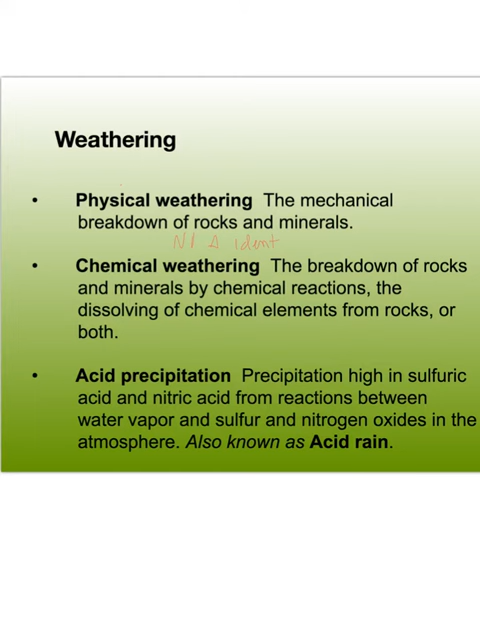 Weathering
• Physical weathering The mechanical
breakdown of rocks and minerals.
N/ Δ ident
• Chemical weathering The breakdown of rocks
and minerals by chemical reactions, the
dissolving of chemical elements from rocks, or
both.
• Acid precipitation Precipitation high in sulfuric
acid and nitric acid from reactions between
water vapor and sulfur and nitrogen oxides in the
atmosphere. Also known as Acid rain.